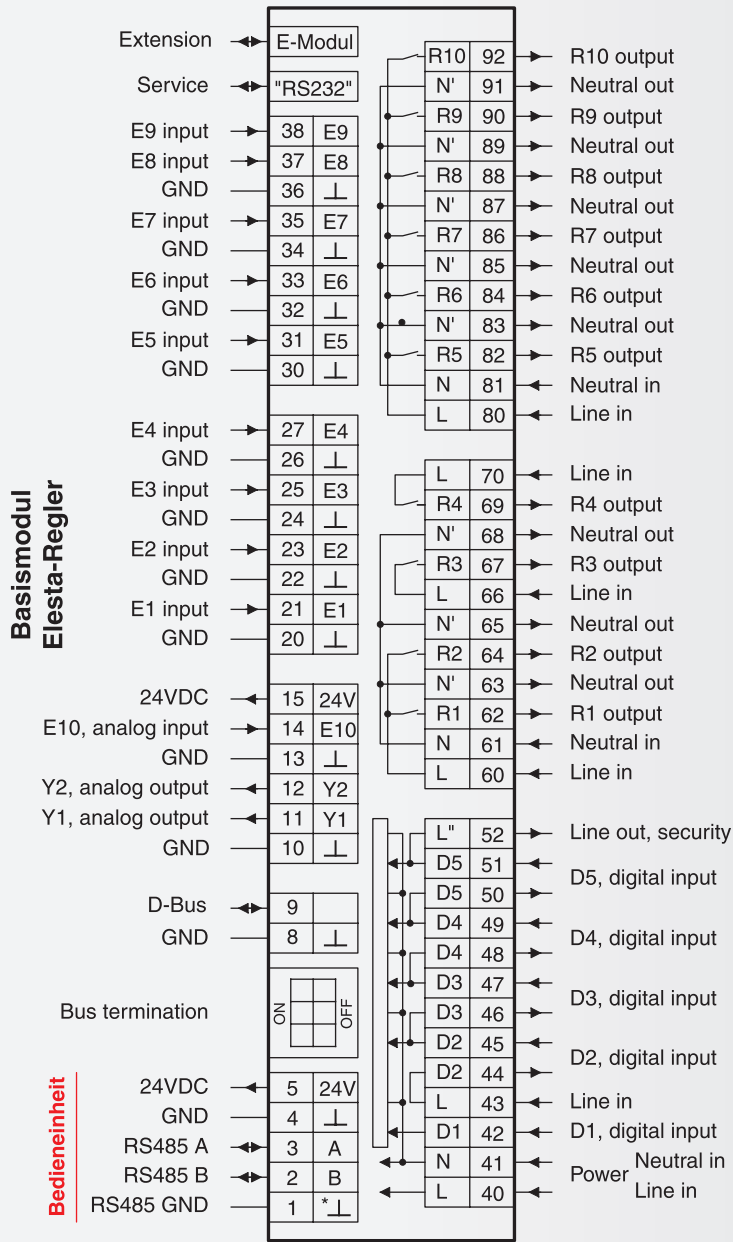 Basismodul
Elesta-Regler
Bedieneinheit
Extension E-Modul
Service "RS232"
E9 input 38 E9
E8 input 37 E8
GND 36 ⊥
E7 input 35 E7
GND 34 ⊥
E6 input 33 E6
GND 32 ⊥
E5 input 31 E5
GND 30 ⊥
E4 input 27 E4
GND 26 ⊥
E3 input 25 E3
GND 24 ⊥
E2 input 23 E2
GND 22 ⊥
E1 input 21 E1
GND 20 ⊥
24VDC 15 24V
E10, analog input 14 E10
GND 13 ⊥
Y2, analog output 12 Y2
Y1, analog output 11 Y1
GND 10 ⊥
D-Bus 9
GND 8 ⊥
Bus termination ON OFF
24VDC 5 24V
GND 4 ⊥
RS485 A 3 A
RS485 B 2 B
RS485 GND 1 *⊥
R10 92 R10 output
N' 91 Neutral out
R9 90 R9 output
N' 89 Neutral out
R8 88 R8 output
N' 87 Neutral out
R7 86 R7 output
N' 85 Neutral out
R6 84 R6 output
N' 83 Neutral out
R5 82 R5 output
N 81 Neutral in
L 80 Line in
L 70 Line in
R4 69 R4 output
N' 68 Neutral out
R3 67 R3 output
L 66 Line in
N' 65 Neutral out
R2 64 R2 output
N' 63 Neutral out
R1 62 R1 output
N 61 Neutral in
L 60 Line in
L" 52 Line out, security
D5 51
D5, digital input
D5 50
D4 49
D4, digital input
D4 48
D3 47
D3, digital input
D3 46
D2 45
D2, digital input
D2 44
L 43 Line in
D1 42 D1, digital input
N 41 Neutral in
Power
L 40 Line in